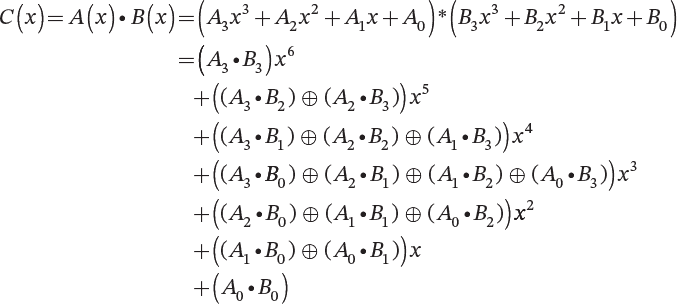 C(x)= A(x)•B(x)=(A₃x³ + A₂x² + A₁x + A₀)*(B₃x³ + B₂x² + B₁x + B₀)
=(A₃•B₃)x⁶
+((A₃•B₂) ⊕ (A₂•B₃))x⁵
+((A₃•B₁) ⊕ (A₂•B₂) ⊕ (A₁•B₃))x⁴
+((A₃•B₀) ⊕ (A₂•B₁) ⊕ (A₁•B₂) ⊕ (A₀•B₃))x³
+((A₂•B₀) ⊕ (A₁•B₁) ⊕ (A₀•B₂))x²
+((A₁•B₀) ⊕ (A₀•B₁))x
+(A₀•B₀)